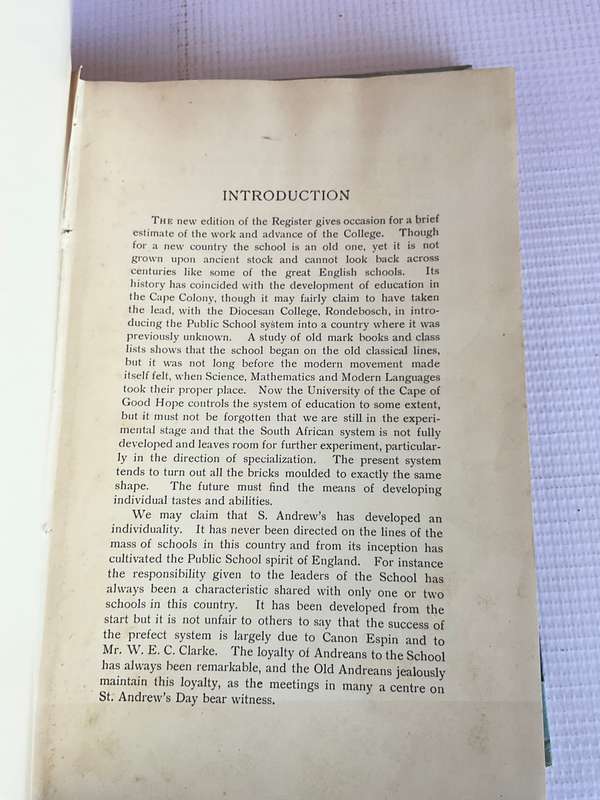 INTRODUCTION
THE new edition of the Register gives occasion for a brief
estimate of the work and advance of the College. Though
for a new country the school is an old one, yet it is not
grown upon ancient stock and cannot look back across
centuries like some of the great English schools. Its
history has coincided with the development of education in
the Cape Colony, though it may fairly claim to have taken
the lead, with the Diocesan College, Rondebosch, in intro-
ducing the Public School system into a country where it was
previously unknown. A study of old mark books and class
lists shows that the school began on the old classical lines,
but it was not long before the modern movement made
itself felt, when Science, Mathematics and Modern Languages
took their proper place. Now the University of the Cape of
Good Hope controls the system of education to some extent,
but it must not be forgotten that we are still in the experi-
mental stage and that the South African system is not fully
developed and leaves room for further experiment, particular-
ly in the direction of specialization. The present system
tends to turn out all the bricks moulded to exactly the same
shape. The future must find the means of developing
individual tastes and abilities.
We may claim that S. Andrew's has developed an
individuality. It has never been directed on the lines of the
mass of schools in this country and from its inception has
cultivated the Public School spirit of England. For instance
the responsibility given to the leaders of the School has
always been a characteristic shared with only one or two
schools in this country. It has been developed from the
start but it is not unfair to others to say that the success of
the prefect system is largely due to Canon Espin and to
Mr. W. E. C. Clarke. The loyalty of Andreans to the School
has always been remarkable, and the Old Andreans jealously
maintain this loyalty, as the meetings in many a centre on
St. Andrew's Day bear witness.